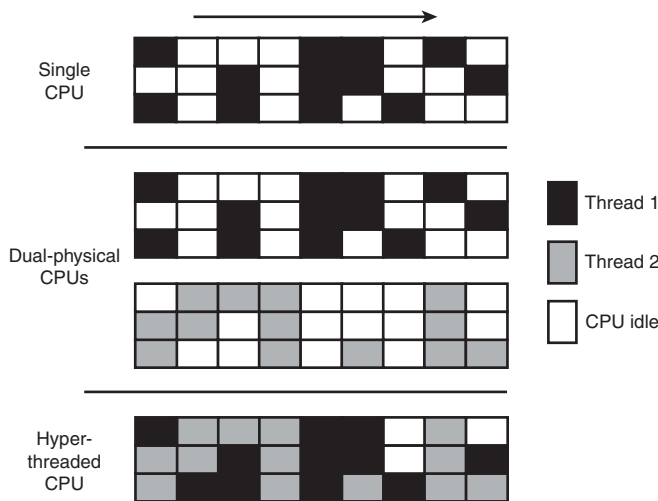 Single
CPU
Dual-physical
CPUs
Hyper-
threaded
CPU
Thread 1
Thread 2
CPU idle